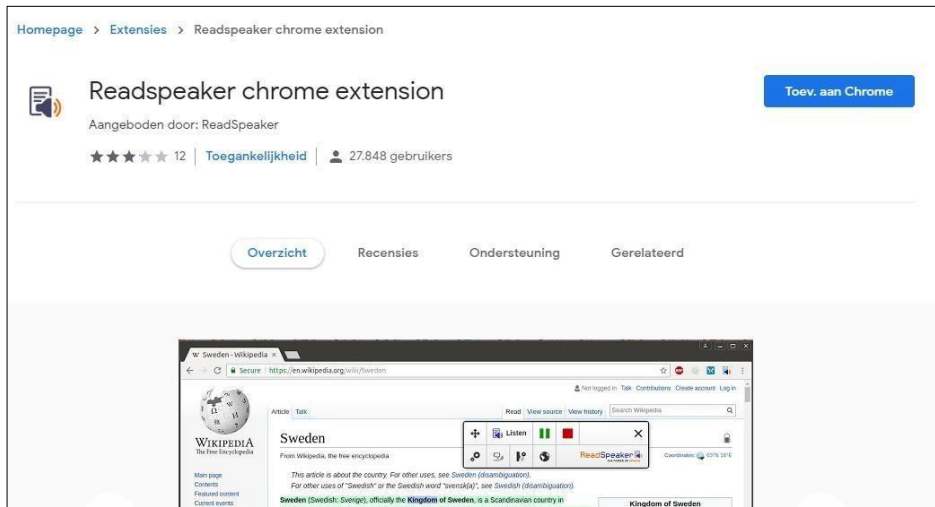 Homepage > Extensies > Readspeaker chrome extension
Readspeaker chrome extension
Toev. aan Chrome
Aangeboden door: ReadSpeaker
12 | Toegankelijkheid | 27.848 gebruikers
Overzicht Recensies Ondersteuning Gerelateerd
W Sweden - Wikipedia ×
Secure https://en.wikipedia.org/wiki/Sweden
Not logged in Talk Contributions Create account Log in
Article Talk Read View source View history Search Wikipedia
WIKIPEDIA
The Free Encyclopedia
Sweden
Listen
From Wikipedia, the free encyclopedia
ReadSpeaker
Coordinates:
Main page
Contents
Featured content
Current events
This article is about the country. For other uses, see Sweden (disambiguation).
For other uses of "Swedish" or the Swedish word "svensk(a)", see Swedish (disambiguation).
Sweden (Swedish: Sverige), officially the Kingdom of Sweden, is a Scandinavian country in
Kingdom of Sweden